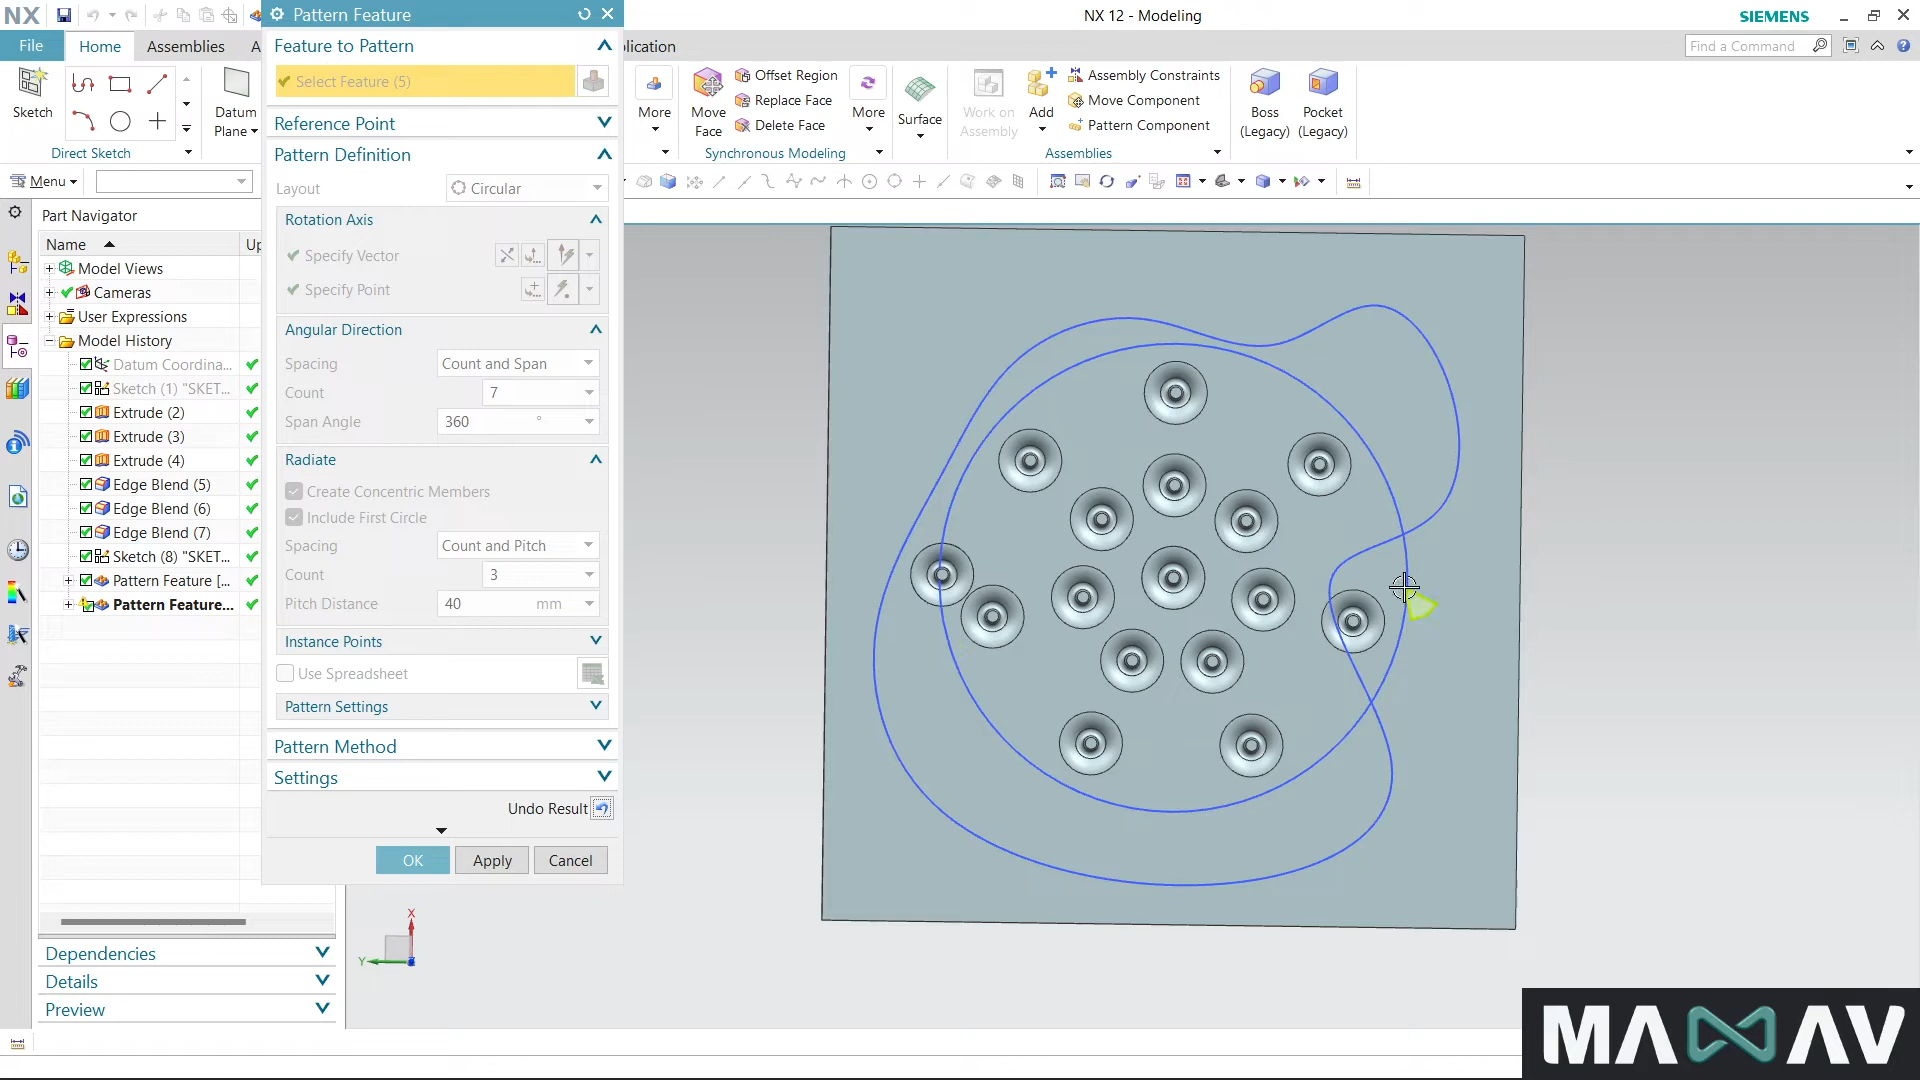 NX
Pattern Feature
NX 12 - Modeling
SIEMENS
File
Home
Assemblies
A
lication
Find a Command
Feature to Pattern
Select Feature (5)
Sketch
Direct Sketch
Datum
Plane
More
Move
Face
Offset Region
Replace Face
Delete Face
More
Synchronous Modeling
Surface
Work on
Assembly
Add
Assembly Constraints
Move Component
Pattern Component
Assemblies
Boss
(Legacy)
Pocket
(Legacy)
Menu
Reference Point
Pattern Definition
Layout
Circular
Rotation Axis
Specify Vector
Specify Point
Angular Direction
Spacing
Count and Span
Count
7
Span Angle
360 °
Radiate
Create Concentric Members
Include First Circle
Spacing
Count and Pitch
Count
3
Pitch Distance
40 mm
Instance Points
Use Spreadsheet
Pattern Settings
Pattern Method
Settings
Undo Result
OK
Apply
Cancel
Part Navigator
Name
Up
Model Views
Cameras
User Expressions
Model History
Datum Coordina...
Sketch (1) "SKET...
Extrude (2)
Extrude (3)
Extrude (4)
Edge Blend (5)
Edge Blend (6)
Edge Blend (7)
Sketch (8) "SKET...
Pattern Feature [...
Pattern Feature...
Dependencies
Details
Preview
X
Y
MANAV